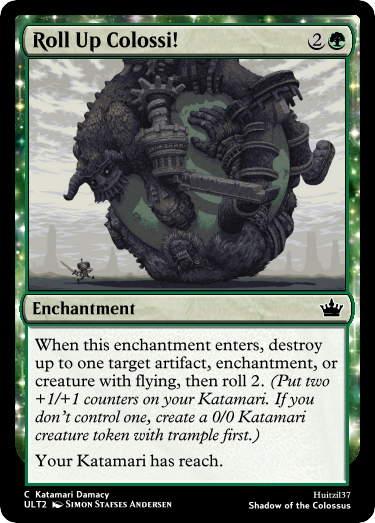 Roll Up Colossi! 2
Enchantment
When this enchantment enters, destroy
up to one target artifact, enchantment, or
creature with flying, then roll 2. (Put two
+1/+1 counters on your Katamari. If you
don't control one, create a 0/0 Katamari
creature token with trample first.)
Your Katamari has reach.
C Katamari Damacy Huitzil37
ULT2 Simon Stafses Andersen Shadow of the Colossus